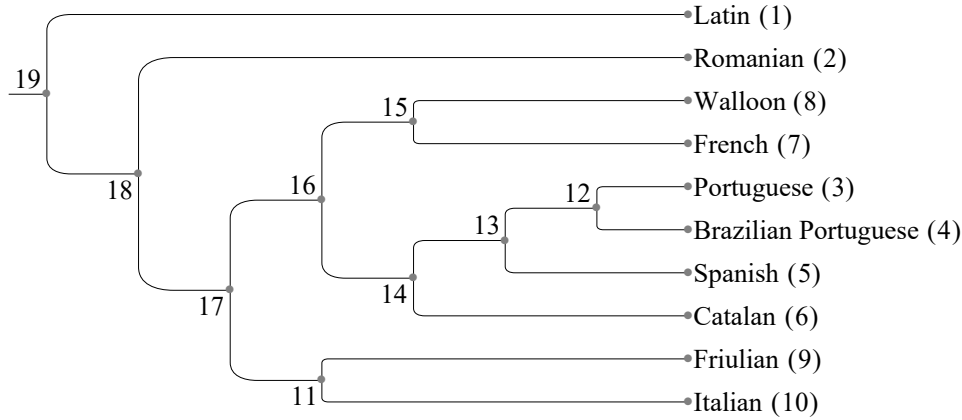 Latin (1)
19
Romanian (2)
18
15
Walloon (8)
French (7)
16
12
Portuguese (3)
13
Brazilian Portuguese (4)
Spanish (5)
14
17
Catalan (6)
Friulian (9)
11
Italian (10)